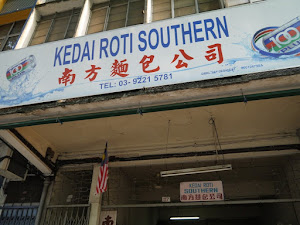 KEDAI ROTI SOUTHERN
南方麵包公司
TEL: 03- 9221 5781
KEDAI ROTI
SOUTHERN
南方麵包公司
南